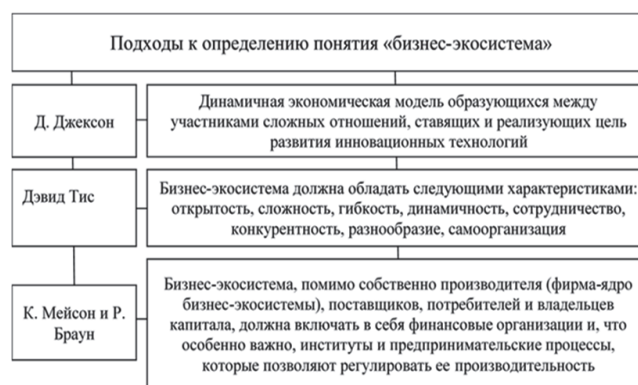 Подходы к определению понятия «бизнес-экосистема»
Д. Джексон
Динамичная экономическая модель образующихся между
участниками сложных отношений, ставящих и реализующих цель
развития инновационных технологий
Дэвид Тис
Бизнес-экосистема должна обладать следующими характеристиками:
открытость, сложность, гибкость, динамичность, сотрудничество,
конкурентность, разнообразие, самоорганизация
К. Мейсон и Р.
Браун
Бизнес-экосистема, помимо собственно производителя (фирма-ядро
бизнес-экосистемы), поставщиков, потребителей и владельцев
капитала, должна включать в себя финансовые организации и, что
особенно важно, институты и предпринимательские процессы,
которые позволяют регулировать ее производительность